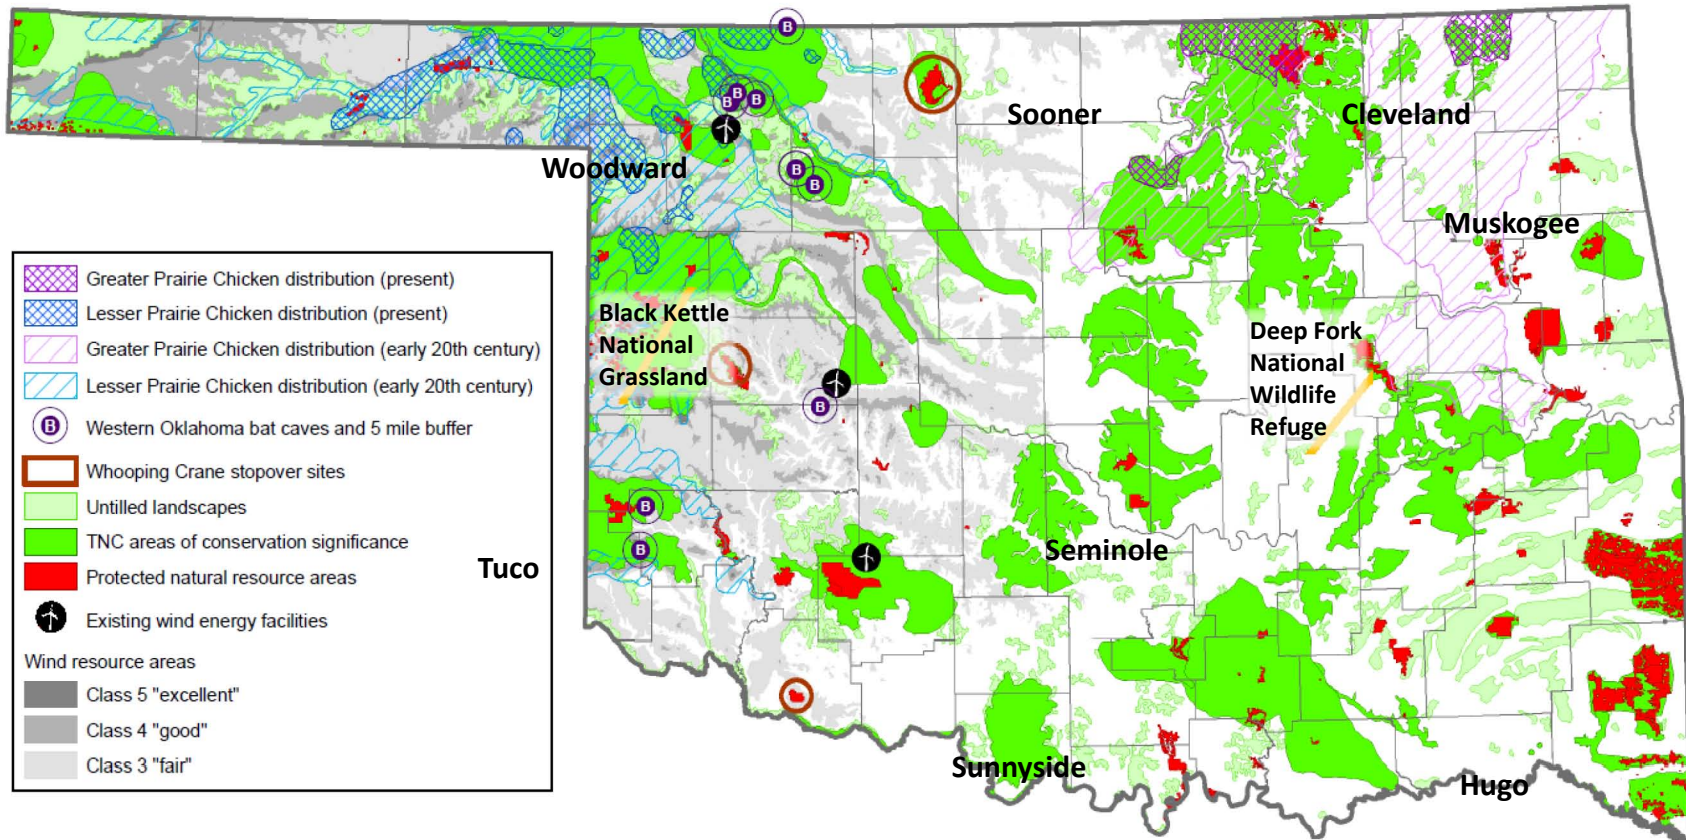 Sooner
Cleveland
Woodward
Muskogee
Black Kettle
National
Grassland
Deep Fork
National
Wildlife
Refuge
Tuco
Seminole
Sunnyside
Hugo
B
B
B
B
B
B
B
B
B
Greater Prairie Chicken distribution (present)
Lesser Prairie Chicken distribution (present)
Greater Prairie Chicken distribution (early 20th century)
Lesser Prairie Chicken distribution (early 20th century)
B Western Oklahoma bat caves and 5 mile buffer
Whooping Crane stopover sites
Untilled landscapes
TNC areas of conservation significance
Protected natural resource areas
Existing wind energy facilities
Wind resource areas
Class 5 "excellent"
Class 4 "good"
Class 3 "fair"